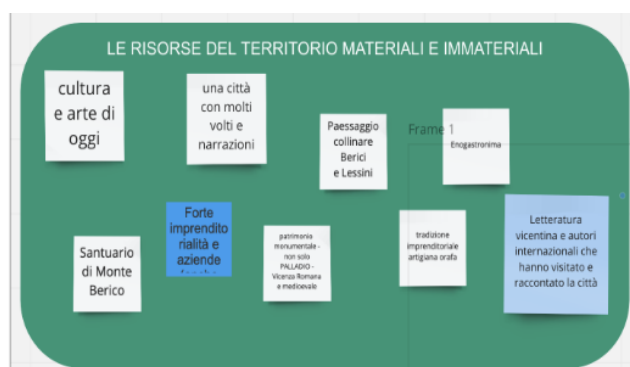 LE RISORSE DEL TERRITORIO MATERIALI E IMMATERIALI
cultura
e arte di
oggi
una città
con molti
volti e
narrazioni
Paessaggio
collinare
Berici
e Lessini
Frame 1
Enogastronima
Santuario
di Monte
Berico
Forte
imprendito
rialità e
aziende
patrimonio
monumentale -
non solo
PALLADIO -
Vicenza Romana
e medioevale
tradizione
imprenditoriale
artigiana orafa
Letteratura
vicentina e autori
internazionali che
hanno visitato e
raccontato la città